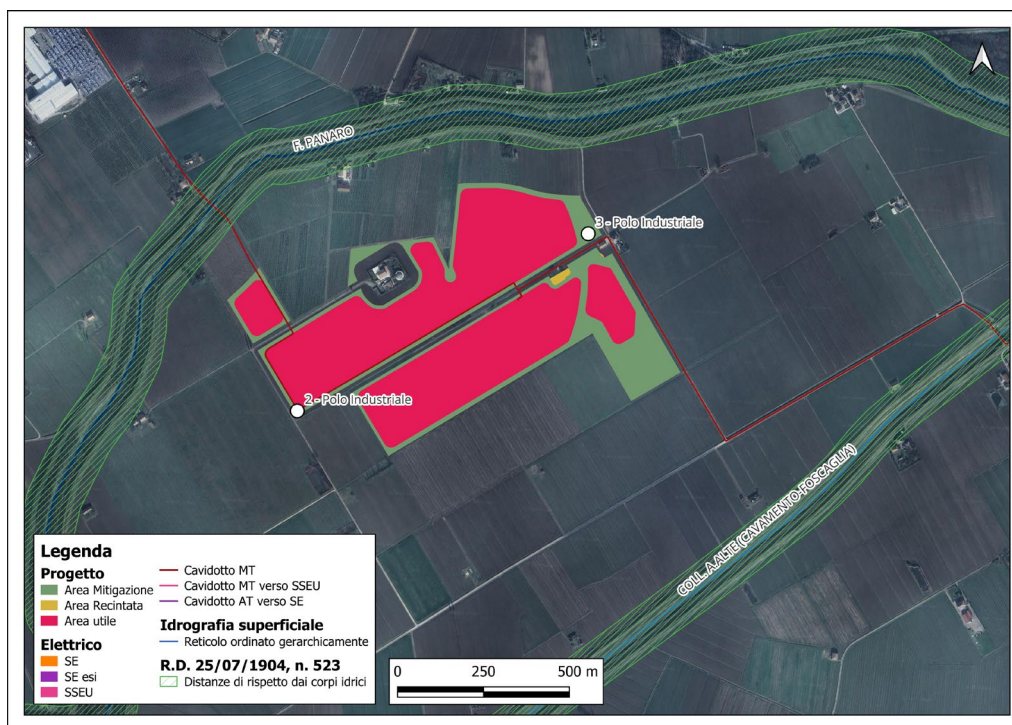 F. PANARO
3 - Polo Industriale
2 - Polo Industriale
COLL. A.ALTE (CAVAMENTO-FOSCAGLIA)
Legenda
Progetto
Area Mitigazione
Area Recintata
Area utile
Elettrico
SE
SE esi
SSEU
Cavidotto MT
Cavidotto MT verso SSEU
Cavidotto AT verso SE
Idrografia superficiale
Reticolo ordinato gerarchicamente
R.D. 25/07/1904, n. 523
Distanze di rispetto dai corpi idrici
0 250 500 m